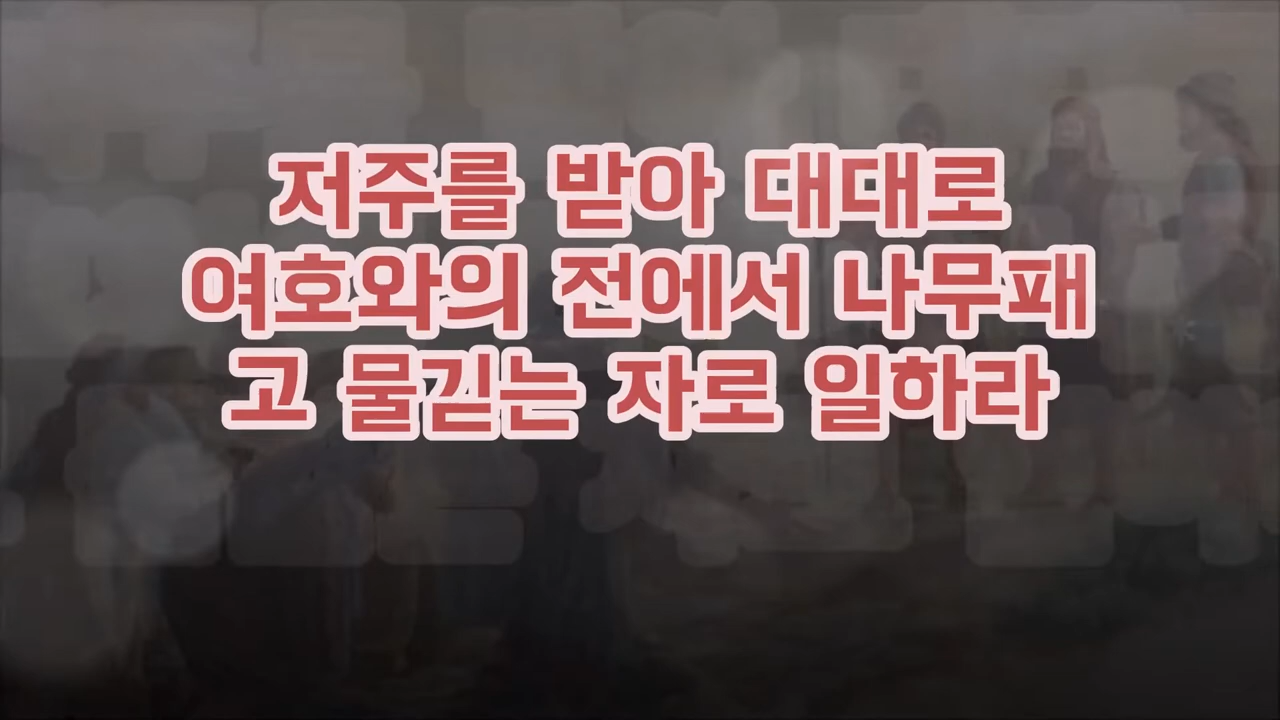 저주를 받아 대대로
여호와의 전에서 나무패
고 물긷는 자로 일하라